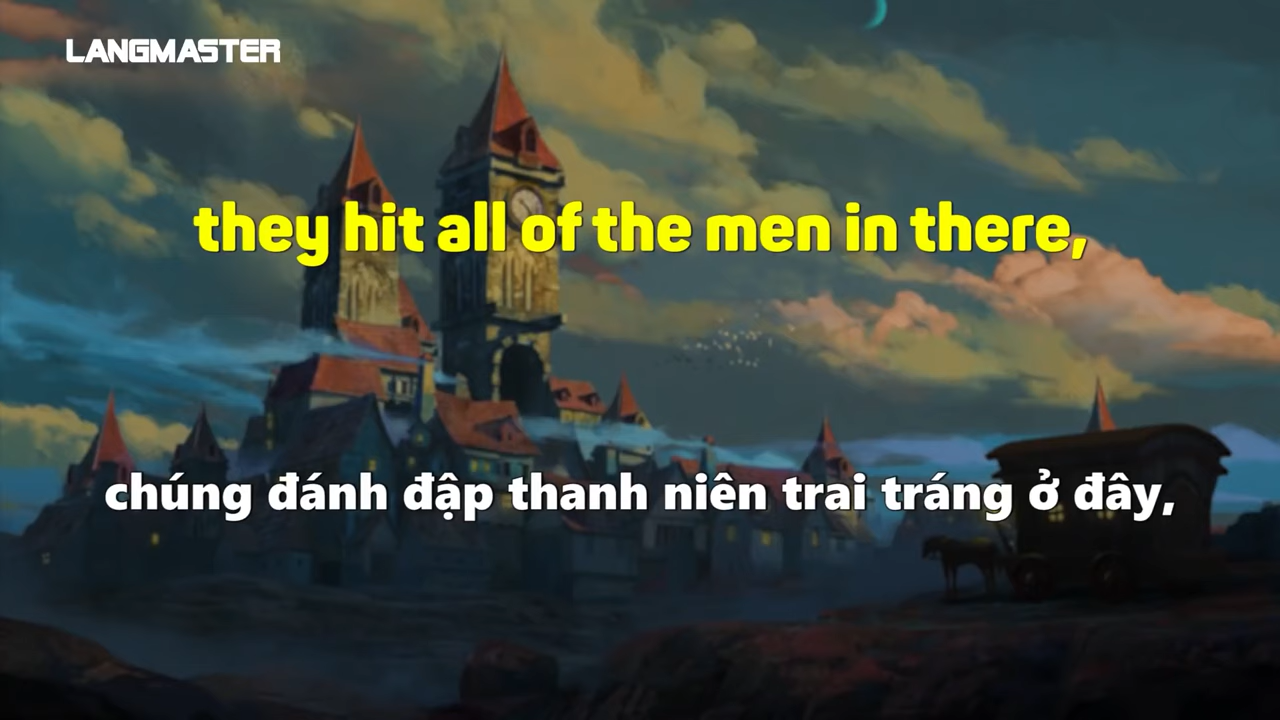 LANGMASTER
they hit all of the men in there,
chúng đánh đập thanh niên trai tráng ở đây,